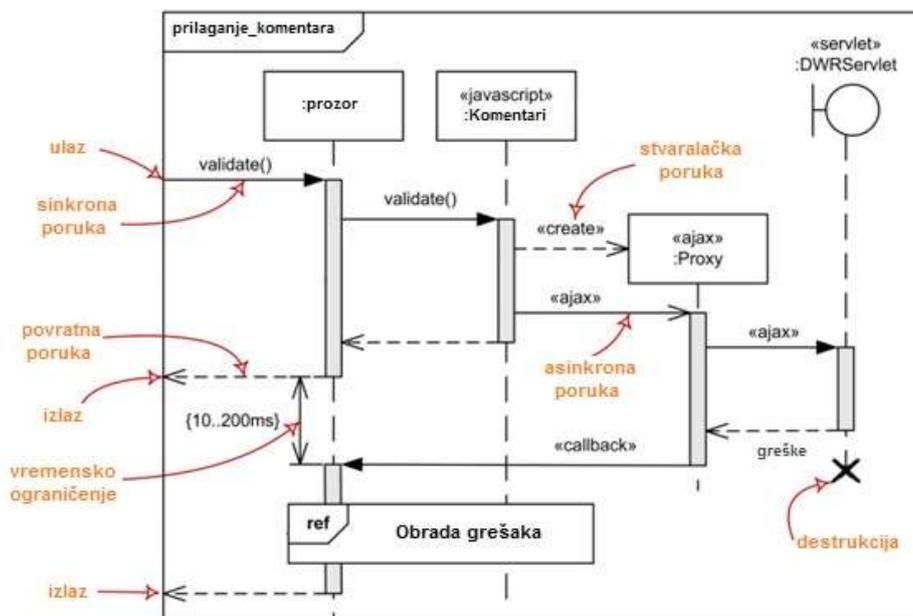 prilaganje_komentara
«servlet»
:DWRServlet
:prozor
«javascript»
:Komentari
ulaz
validate()
stvaralačka
poruka
sinkrona
poruka
validate()
«create»
«ajax»
:Proxy
«ajax»
povratna
poruka
«ajax»
asinkrona
poruka
izlaz
{10..200ms}
«callback»
greške
vremensko
ograničenje
ref
Obrada grešaka
destrukcija
izlaz